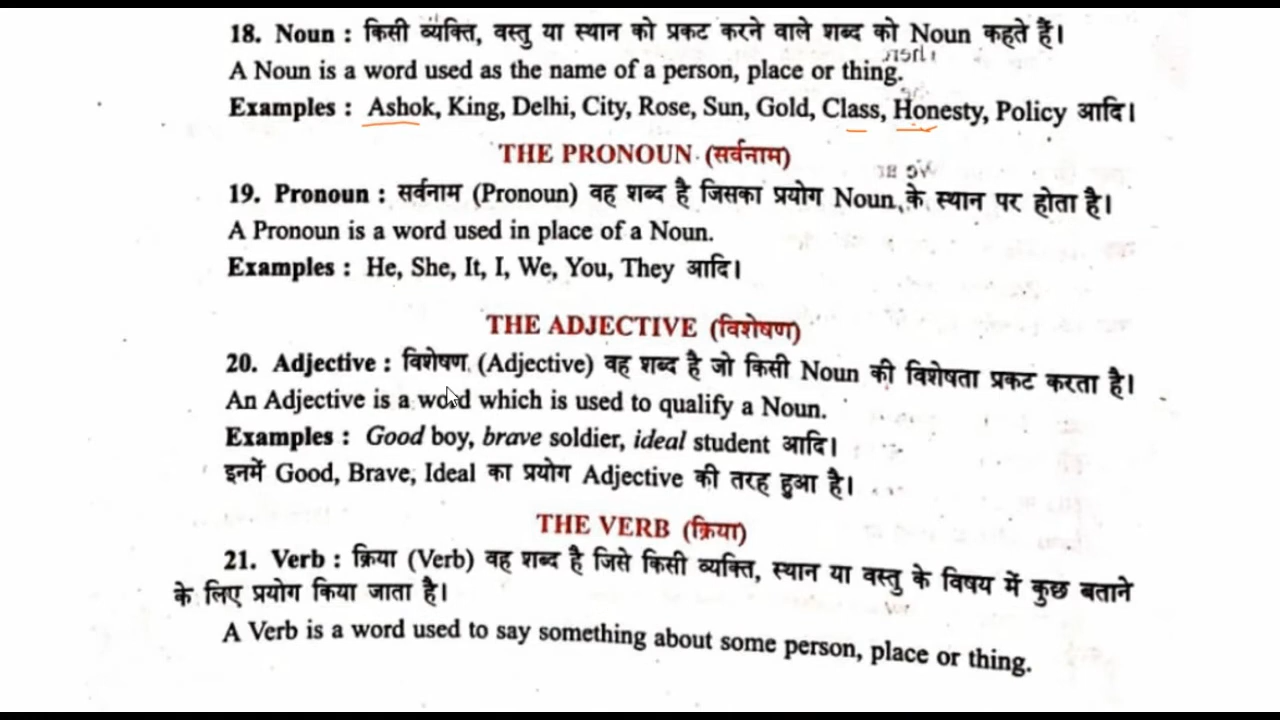 18. Noun : किसी व्यक्ति, वस्तु या स्थान को प्रकट करने वाले शब्द को Noun कहते हैं।
A Noun is a word used as the name of a person, place or thing.
Examples : Ashok, King, Delhi, City, Rose, Sun, Gold, Class, Honesty, Policy आदि।
THE PRONOUN (सर्वनाम)
19. Pronoun : सर्वनाम (Pronoun) वह शब्द है जिसका प्रयोग Noun के स्थान पर होता है।
A Pronoun is a word used in place of a Noun.
Examples : He, She, It, I, We, You, They आदि।
THE ADJECTIVE (विशेषण)
20. Adjective : विशेषण (Adjective) वह शब्द है जो किसी Noun की विशेषता प्रकट करता है।
An Adjective is a word which is used to qualify a Noun.
Examples : Good boy, brave soldier, ideal student आदि।
इनमें Good, Brave, Ideal का प्रयोग Adjective की तरह हुआ है।
THE VERB (क्रिया)
21. Verb : क्रिया (Verb) वह शब्द है जिसे किसी व्यक्ति, स्थान या वस्तु के विषय में कुछ बताने
के लिए प्रयोग किया जाता है।
A Verb is a word used to say something about some person, place or thing.